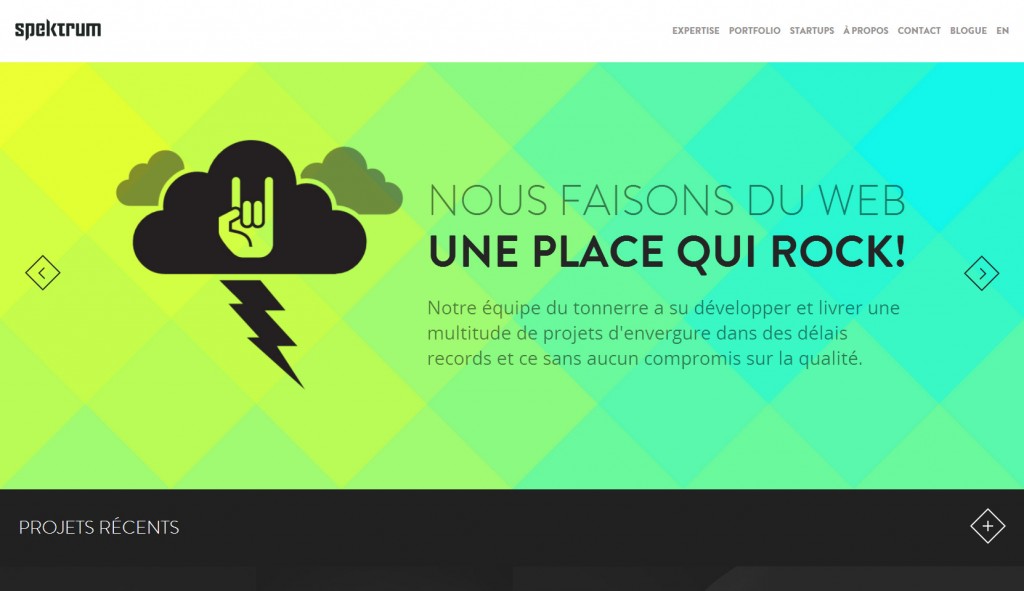 spektrum
EXPERTISE PORTFOLIO STARTUPS À PROPOS CONTACT BLOGUE EN
NOUS FAISONS DU WEB
UNE PLACE QUI ROCK!
Notre équipe du tonnerre a su développer et livrer une
multitude de projets d'envergure dans des délais
records et ce sans aucun compromis sur la qualité.
PROJETS RÉCENTS